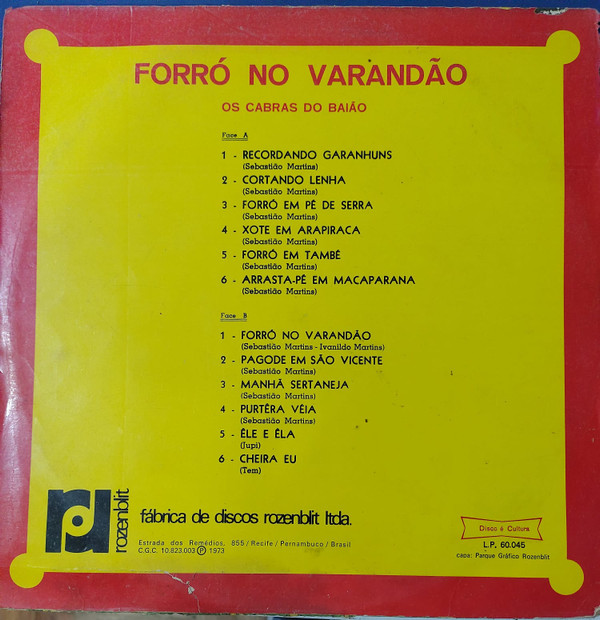 FORRÓ NO VARANDÃO
OS CABRAS DO BAIÃO
Face A
1 - RECORDANDO GARANHUNS
(Sebastião Martins)
2 - CORTANDO LENHA
(Sebastião Martins)
3 - FORRÓ EM PÉ DE SERRA
(Sebastião Martins)
4 - XOTE EM ARAPIRACA
(Sebastião Martins)
5 - FORRÓ EM TAMBÉ
(Sebastião Martins)
6 - ARRASTA-PÉ EM MACAPARANA
(Sebastião Martins)
Face B
1 - FORRÓ NO VARANDÃO
(Sebastião Martins - Ivanildo Martins)
2 - PAGODE EM SÃO VICENTE
(Sebastião Martins)
3 - MANHÃ SERTANEJA
(Sebastião Martins)
4 - PURTÊRA VÉIA
(Sebastião Martins)
5 - ÊLE E ÉLA
(Jupi)
6 - CHEIRA EU
(Tem)
rozenblit
fábrica de discos rozenblit ltda.
Estrada dos Remédios, 855 / Recife / Pernambuco / Brasil
C.G.C. 10.823.003 Ⓟ 1973
Disco é Cultura
L.P. 60.045
capa: Parque Gráfico Rozenblit